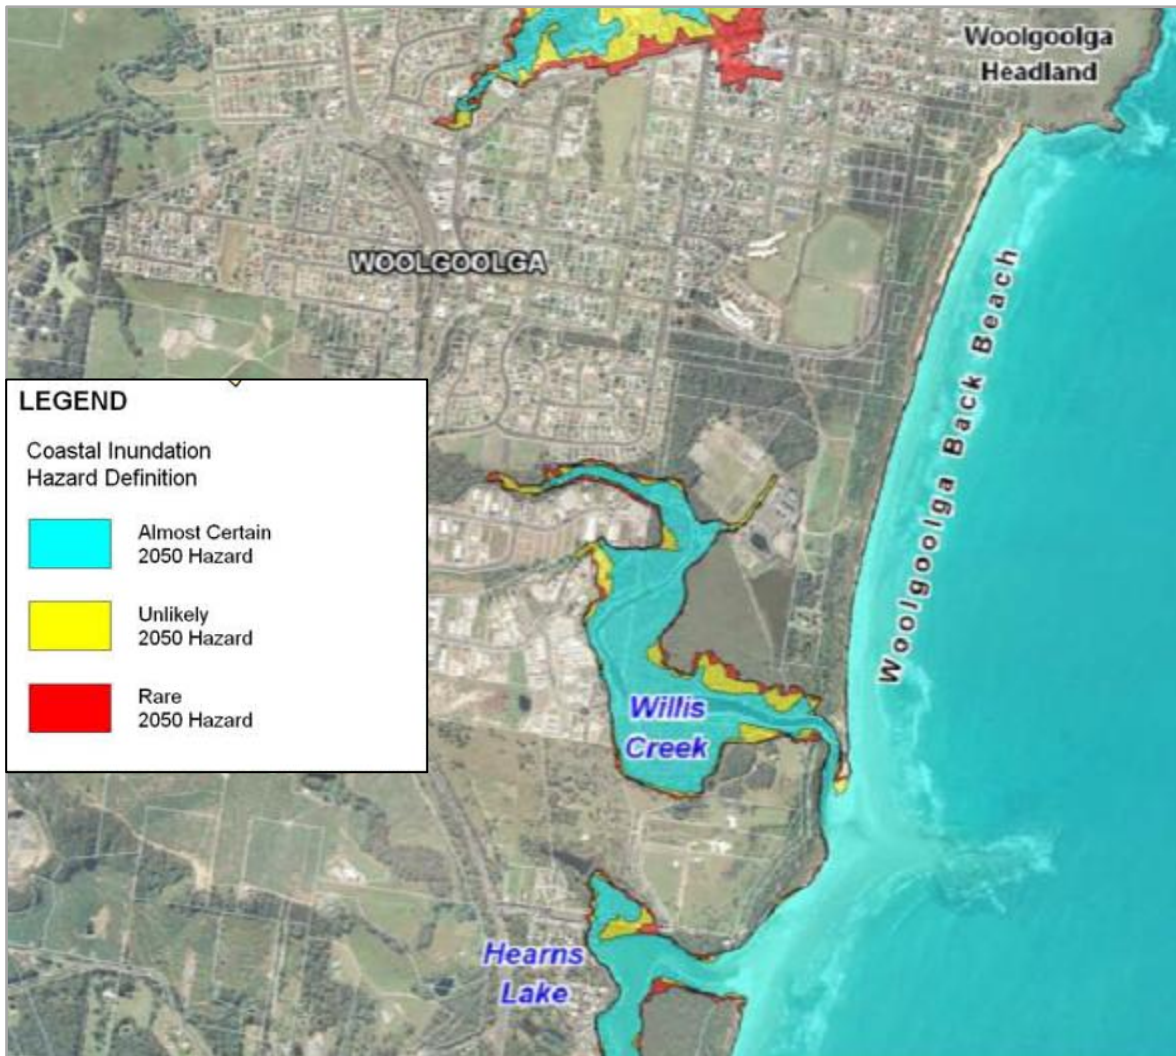 Woolgoolga
Headland
WOOLGOOLGA
Woolgoolga Back Beach
LEGEND
Coastal Inundation
Hazard Definition
Almost Certain
2050 Hazard
Unlikely
2050 Hazard
Rare
2050 Hazard
Willis
Creek
Hearns
Lake